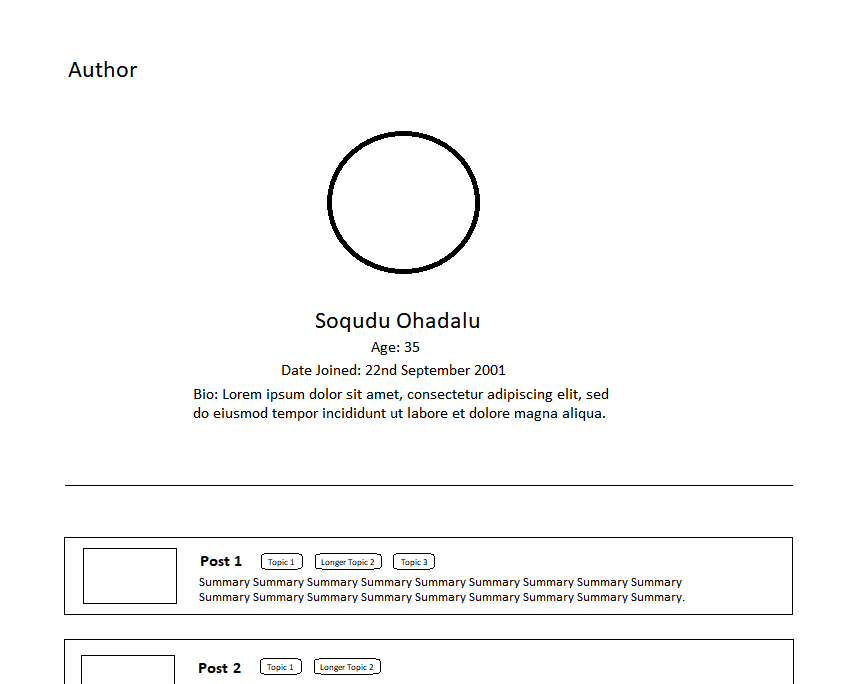 Author
Soqudu Ohadalu
Age: 35
Date Joined: 22nd September 2001
Bio: Lorem ipsum dolor sit amet, consectetur adipiscing elit, sed
do eiusmod tempor incididunt ut labore et dolore magna aliqua.
Post 1 Topic 1 Longer Topic 2 Topic 3
Summary Summary Summary Summary Summary Summary Summary Summary Summary
Summary Summary Summary Summary Summary Summary Summary Summary Summary.
Post 2 Topic 1 Longer Topic 2